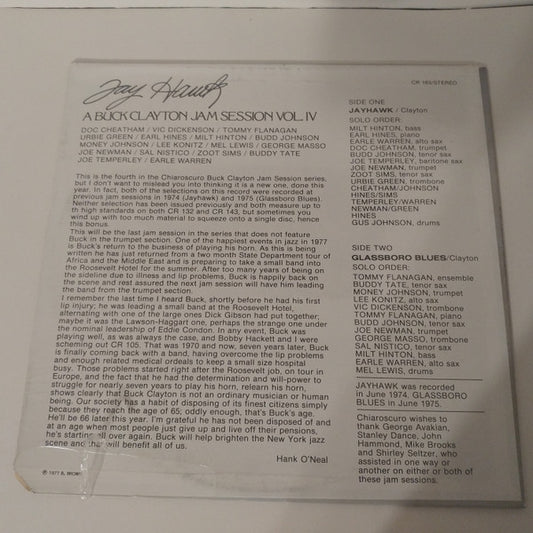 Jay Hawk
A BUCK CLAYTON JAM SESSION VOL. IV
DOC CHEATHAM / VIC DICKENSON / TOMMY FLANAGAN
URBIE GREEN / EARL HINES / MILT HINTON / BUDD JOHNSON
MONEY JOHNSON / LEE KONITZ / MEL LEWIS / GEORGE MASSO
JOE NEWMAN / SAL NISTICO / ZOOT SIMS / BUDDY TATE
JOE TEMPERLEY / EARLE WARREN
This is the fourth in the Chiaroscuro Buck Clayton Jam Session series,
but I don't want to mislead you into thinking it is a new one, done this
year. In fact, both of the selections on this record were recorded at
previous jam sessions in 1974 (Jayhawk) and 1975 (Glassboro Blues).
Neither selection has been issued previously and both measure up to
th high standards on both CR 132 and CR 143, but sometimes you
wind up with too much material to squeeze onto a single disc, hence
this bonus.
This will be the last jam session in the series that does not feature
Buck in the trumpet section. One of the happiest events in jazz in 1977
is Buck's return to the business of playing his horn. As this is being
written he has just returned from a two month State Department tour of
Africa and the Middle East and is preparing to take a small band into
the Roosevelt Hotel for the summer. After too many years of being on
the sideline due to illness and lip problems, Buck is happily back on
the scene and rest assured the next jam session will have him leading
the band from the trumpet section.
I remember the last time I heard Buck, shortly before he had his first
lip injury; he was leading a small band at the Roosevelt Hotel,
alternating with one of the large ones Dick Gibson had put together;
maybe it was the Lawson-Haggart one, perhaps the strange one under
the nominal leadership of Eddie Condon. In any event, Buck was
playing well, as was always the case, and Bobby Hackett and I were
scheming out CR 105. That was 1970 and now, seven years later, Buck
is finally coming back with a band, having overcome the lip problems
and enough related medical ordeals to keep a small size hospital
busy. Those problems started right after the Roosevelt job, on tour in
Europe, and the fact that he had the determination and will-power to
struggle for nearly seven years to play his horn, relearn his horn,
shows clearly that Buck Clayton is not an ordinary musician or human
being. Our society has a habit of disposing of its finest citizens simply
because they reach the age of 65; oddly enough, that's Buck's age.
He'll be 66 later this year. I'm grateful he has not been disposed of and
at an age when most people just give up and live off their pensions,
he's starting all over again. Buck will help brighten the New York jazz
scene and that will benefit all of us.
Hank O'Neal
℗ 1977 B.
CR 163/STEREO
SIDE ONE
JAYHAWK / Clayton
SOLO ORDER:
MILT HINTON, bass
EARL HINES, piano
EARLE WARREN, alto sax
DOC CHEATHAM, trumpet
BUDD JOHNSON, tenor sax
JOE TEMPERLEY, baritone sax
JOE NEWMAN, trumpet
ZOOT SIMS, tenor sax
URBIE GREEN, trombone
CHEATHAM/JOHNSON
HINES/SIMS
TEMPERLEY/WARREN
NEWMAN/GREEN
HINES
GUS JOHNSON, drums
SIDE TWO
GLASSBORO BLUES/Clayton
SOLO ORDER:
TOMMY FLANAGAN, ensemble
BUDDY TATE, tenor sax
MONEY JOHNSON, trumpet
LEE KONITZ, alto sax
VIC DICKENSON, trombone
TOMMY FLANAGAN, piano
BUDD JOHNSON, tenor sax
JOE NEWMAN, trumpet
GEORGE MASSO, trombone
SAL NISTICO, tenor sax
MILT HINTON, bass
EARLE WARREN, alto sax
MEL LEWIS, drums
JAYHAWK was recorded
in June 1974, GLASSBORO
BLUES in June 1975.
Chiaroscuro wishes to
thank George Avakian,
Stanley Dance, John
Hammond, Mike Brooks
and Shirley Seltzer, who
assisted in one way or
another on either or both of
these jam sessions.